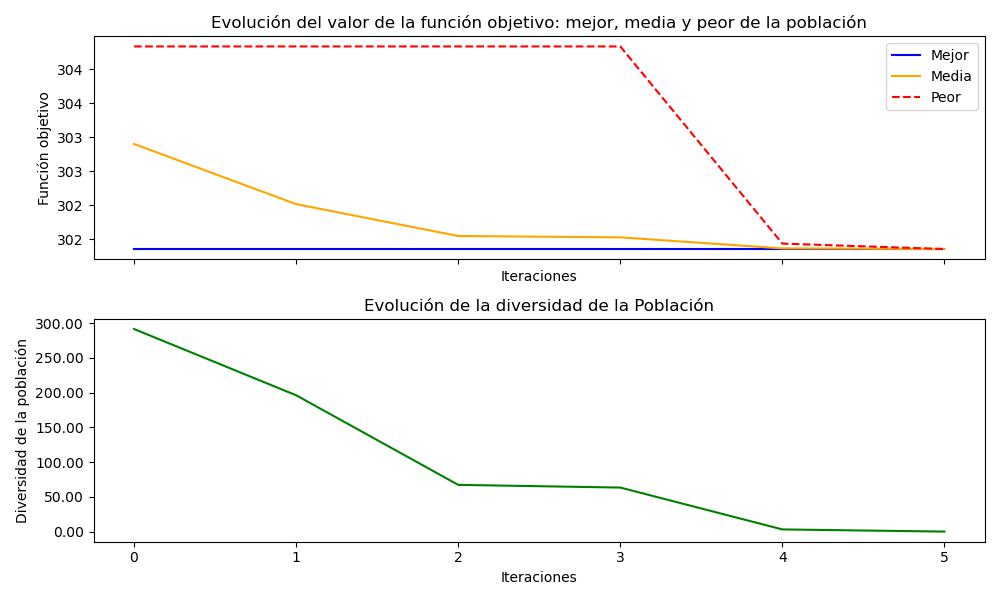 Evolución del valor de la función objetivo: mejor, media y peor de la población
Función objetivo
304
304
303
303
302
302
Mejor
Media
Peor
Iteraciones
Evolución de la diversidad de la Población
Diversidad de la población
300.00
250.00
200.00
150.00
100.00
50.00
0.00
0 1 2 3 4 5
Iteraciones